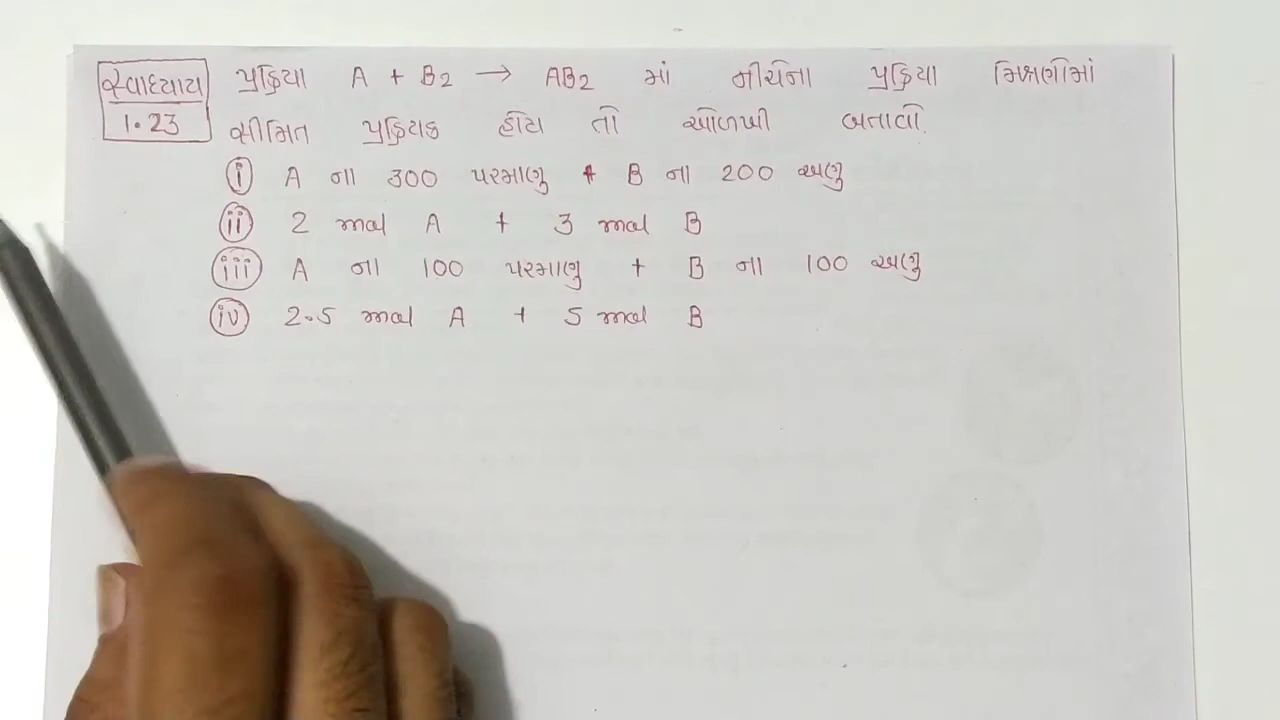 સ્વાધ્યાય
1.23
પ્રક્રિયા A + B2 → AB2 માં નીચેના પ્રક્રિયા મિશ્રણોમાં
સીમિત પ્રક્રિયક હોય તો ઓળખી બતાવો.
(i) A ના 300 પરમાણુ + B ના 200 અણુ
(ii) 2 મોલ A + 3 મોલ B
(iii) A ના 100 પરમાણુ + B ના 100 અણુ
(iv) 2.5 મોલ A + 5 મોલ B